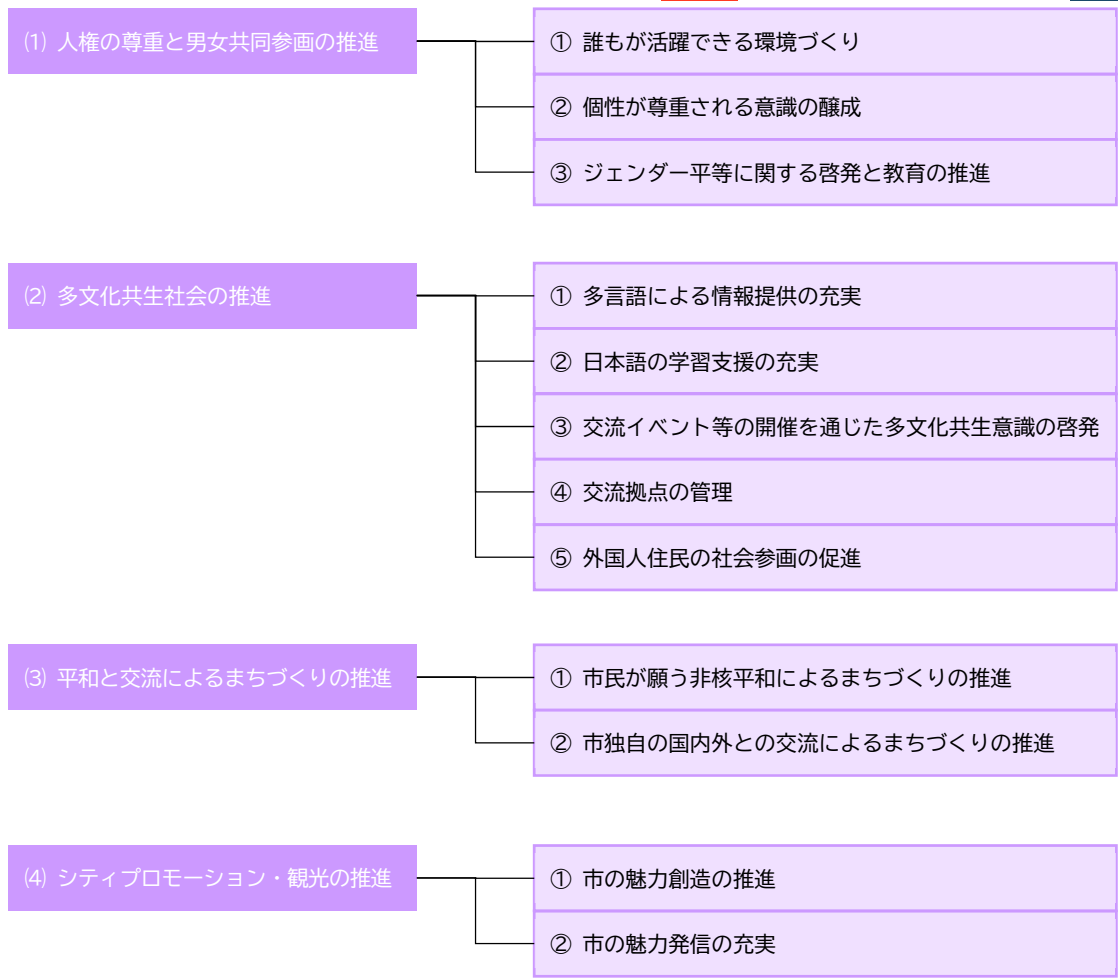 ⑴ 人権の尊重と男女共同参画の推進
① 誰もが活躍できる環境づくり
② 個性が尊重される意識の醸成
③ ジェンダー平等に関する啓発と教育の推進
⑵ 多文化共生社会の推進
① 多言語による情報提供の充実
② 日本語の学習支援の充実
③ 交流イベント等の開催を通じた多文化共生意識の啓発
④ 交流拠点の管理
⑤ 外国人住民の社会参画の促進
⑶ 平和と交流によるまちづくりの推進
① 市民が願う非核平和によるまちづくりの推進
② 市独自の国内外との交流によるまちづくりの推進
⑷ シティプロモーション・観光の推進
① 市の魅力創造の推進
② 市の魅力発信の充実